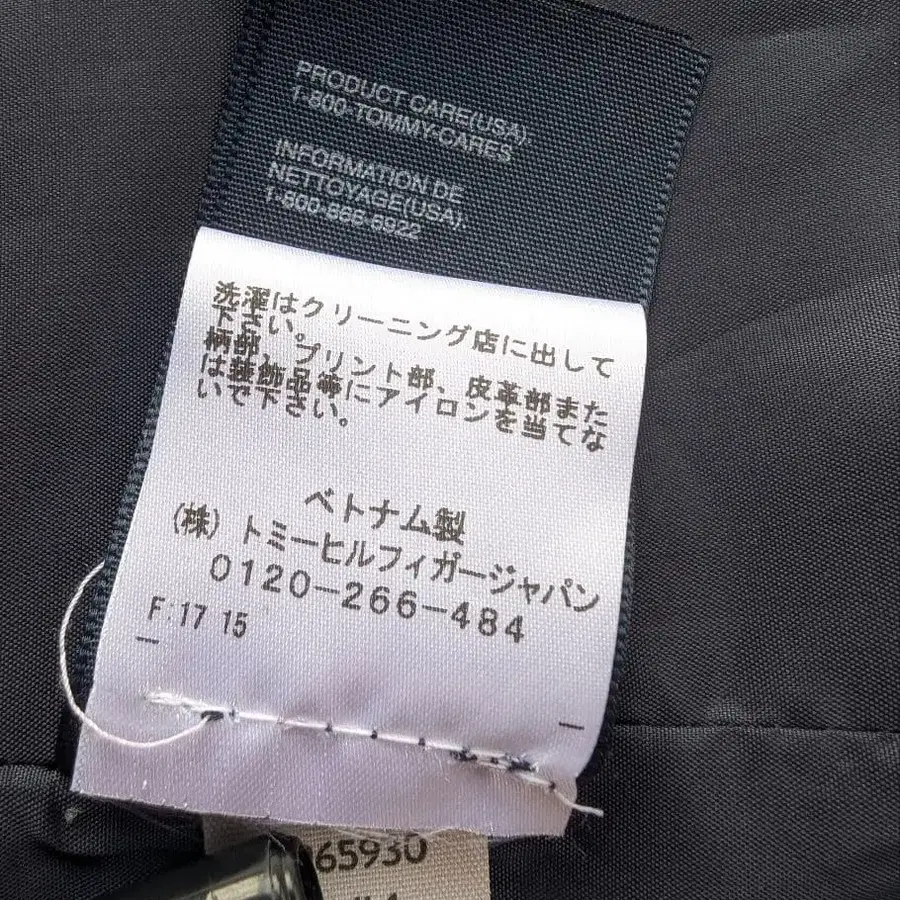 PRODUCT CARE(USA).
1-800-TOMMY-CARES
INFORMATION DE
NETTOYAGE(USA).
1-800-866-6922
洗濯はクリーニング店に出して
下さい。
柄部、プリント部、皮革部また
は装飾品等にアイロンを当てな
いで下さい。
ベトナム製
(株)トミーヒルフィガージャパン
0120-266-484
F:17 15
65930